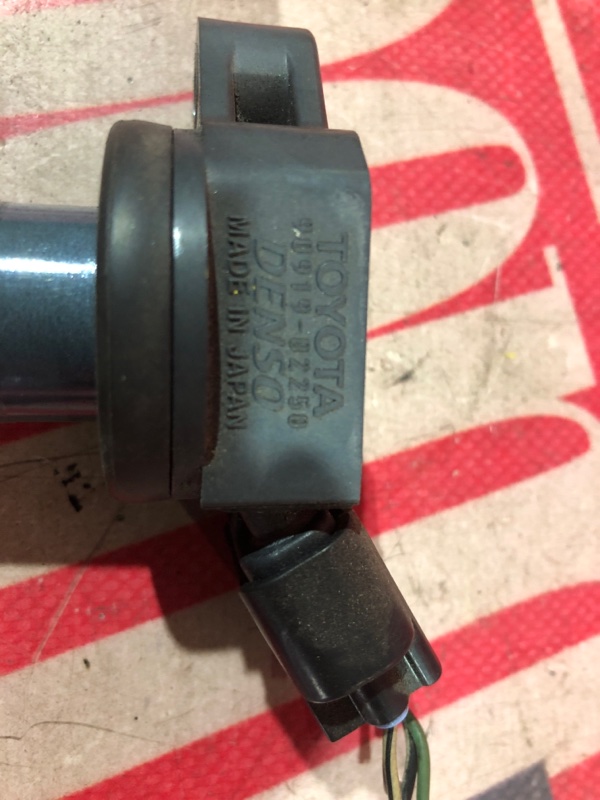 TOYOTA
90919-02250
DENSO
MADE IN JAPAN